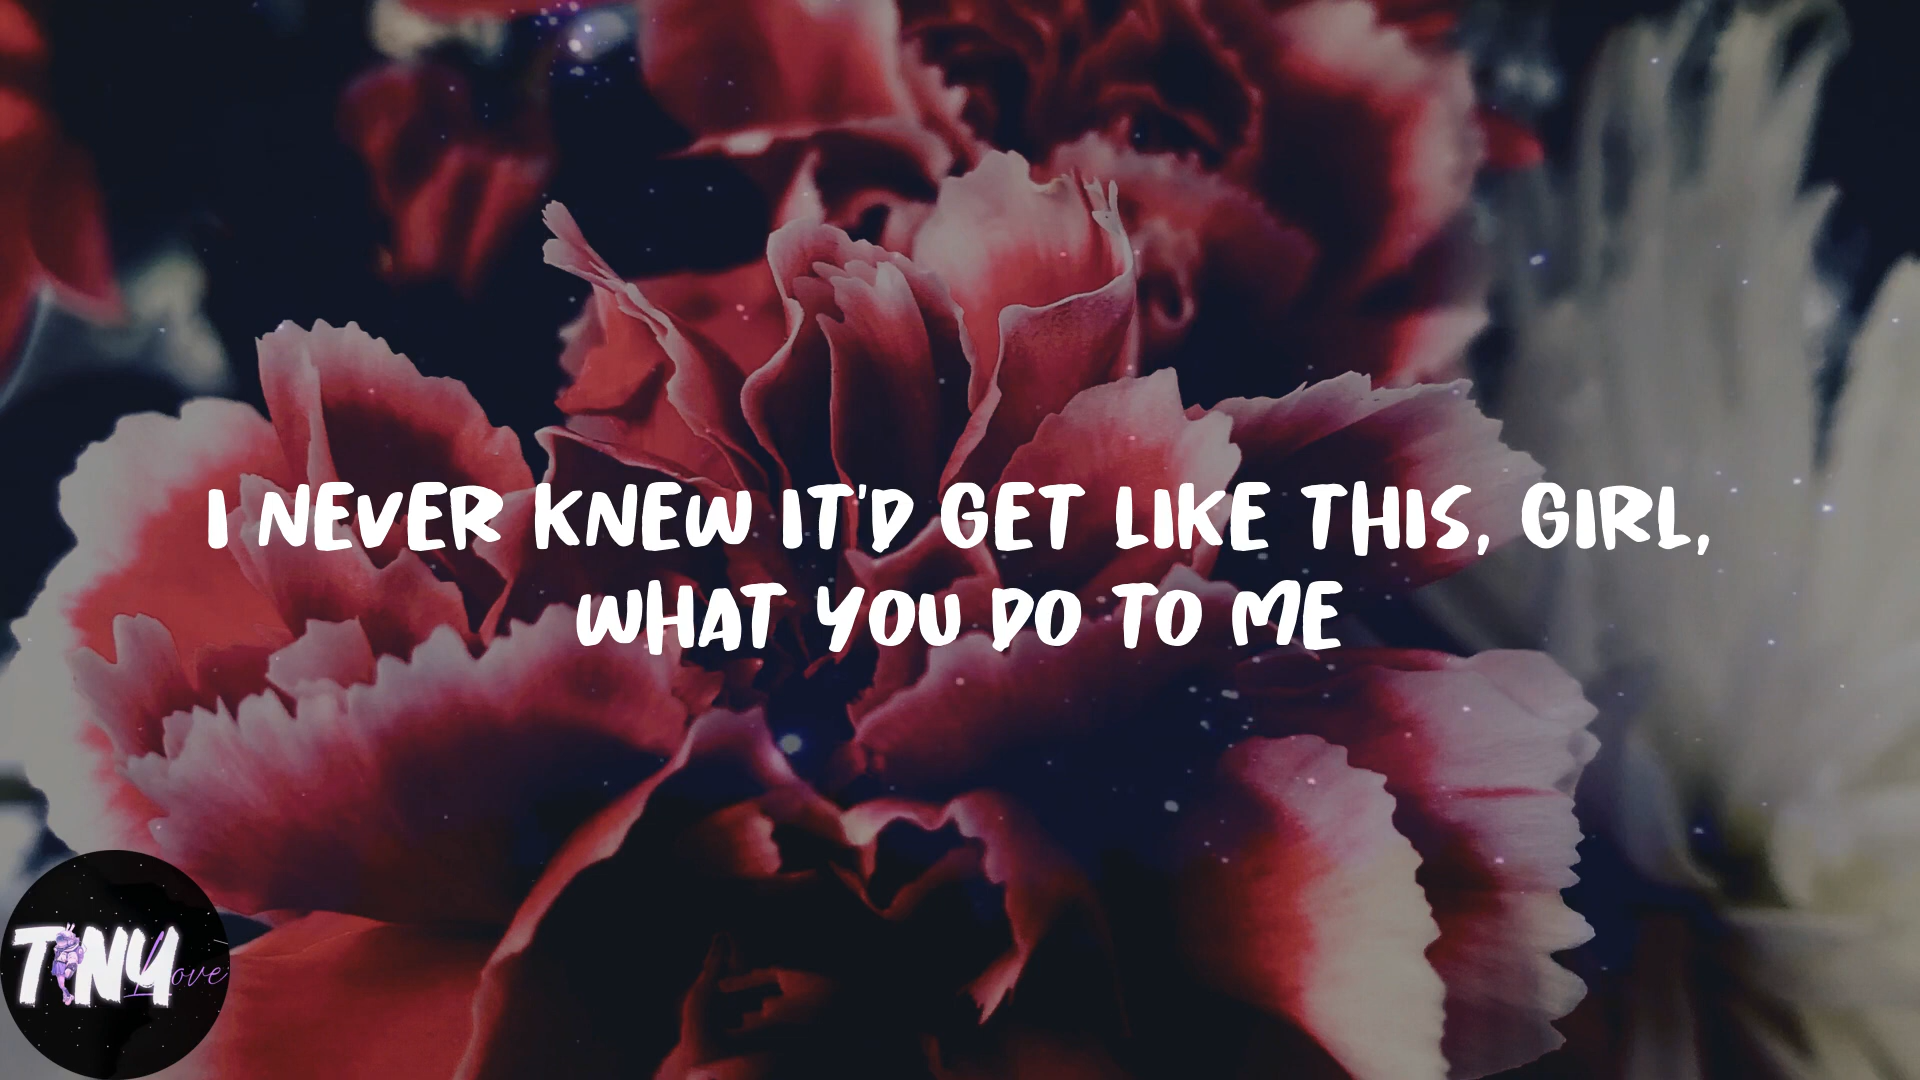 I NEVER KNEW IT'D GET LIKE THIS, GIRL,
WHAT YOU DO TO ME
TINY Love